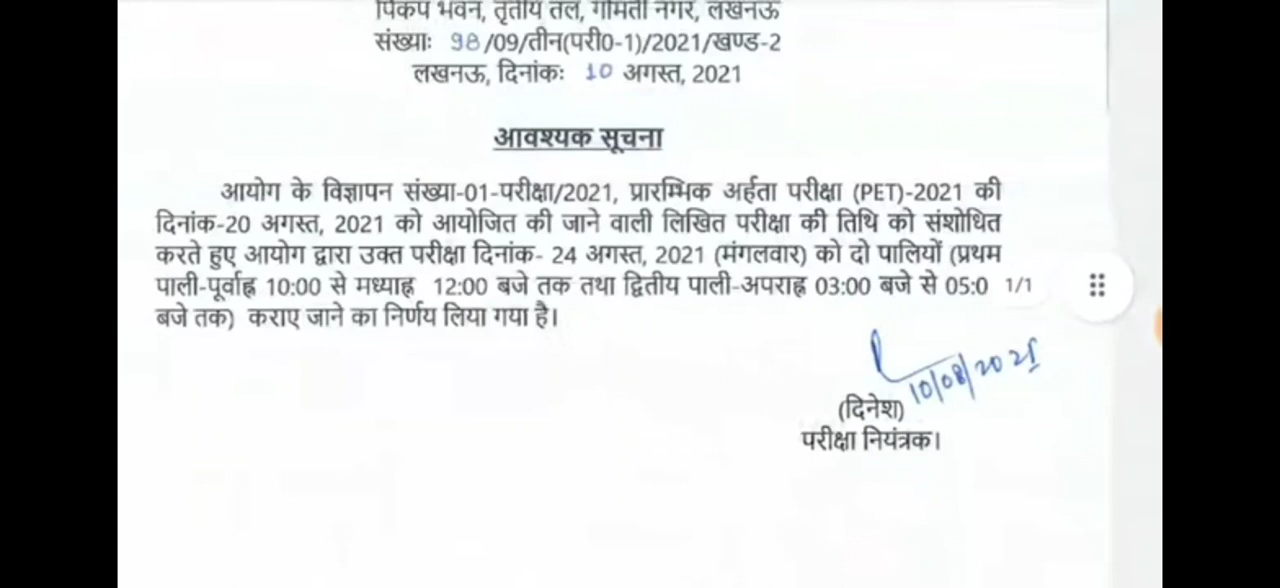 पिकप भवन, तृतीय तल, गोमती नगर, लखनऊ
संख्याः 98/09/तीन(परी0-1)/2021/खण्ड-2
लखनऊ, दिनांकः 10 अगस्त, 2021
आवश्यक सूचना
आयोग के विज्ञापन संख्या-01-परीक्षा/2021, प्रारम्भिक अर्हता परीक्षा (PET)-2021 की
दिनांक-20 अगस्त, 2021 को आयोजित की जाने वाली लिखित परीक्षा की तिथि को संशोधित
करते हुए आयोग द्वारा उक्त परीक्षा दिनांक- 24 अगस्त, 2021 (मंगलवार) को दो पालियों (प्रथम
पाली-पूर्वाह्न 10:00 से मध्याह्न 12:00 बजे तक तथा द्वितीय पाली-अपराह्न 03:00 बजे से 05:0 1/1
बजे तक) कराए जाने का निर्णय लिया गया है।
10/08/2021
(दिनेश)
परीक्षा नियंत्रक।